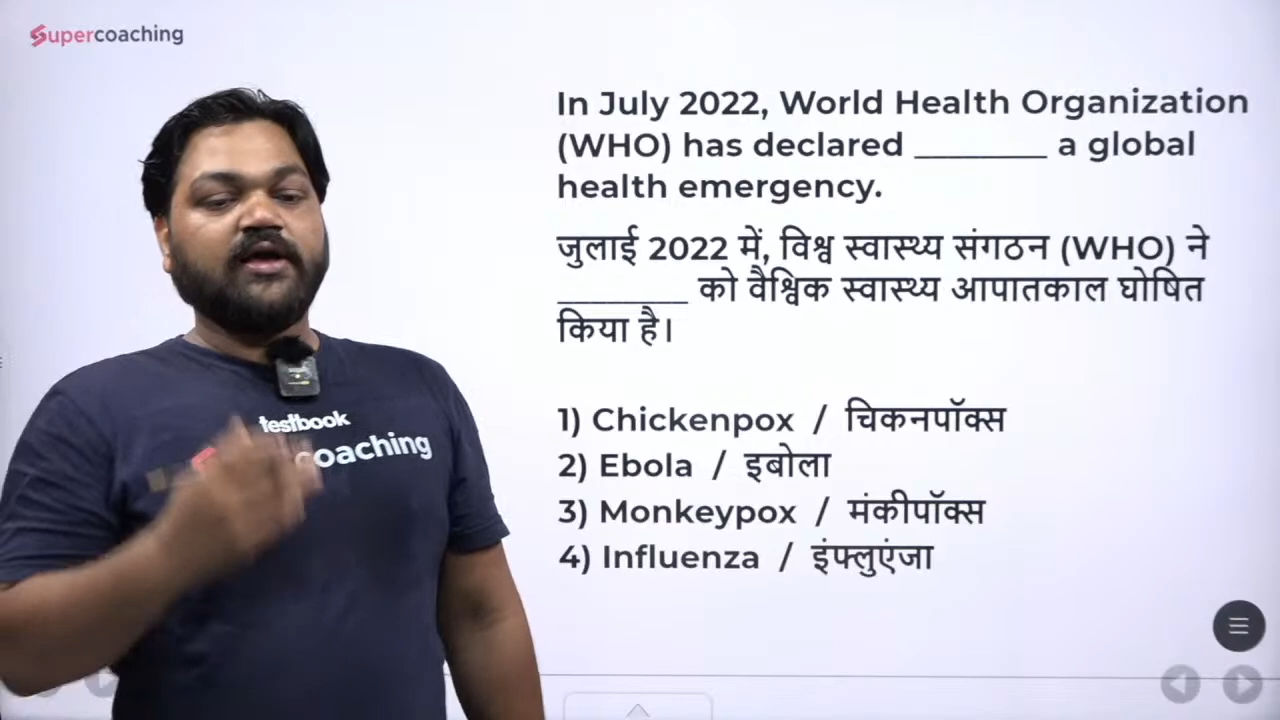 Supercoaching
In July 2022, World Health Organization
(WHO) has declared ________ a global
health emergency.
जुलाई 2022 में, विश्व स्वास्थ्य संगठन (WHO) ने
________ को वैश्विक स्वास्थ्य आपातकाल घोषित
किया है।
1) Chickenpox / चिकनपॉक्स
2) Ebola / इबोला
3) Monkeypox / मंकीपॉक्स
4) Influenza / इंफ्लुएंजा
testbook
coaching